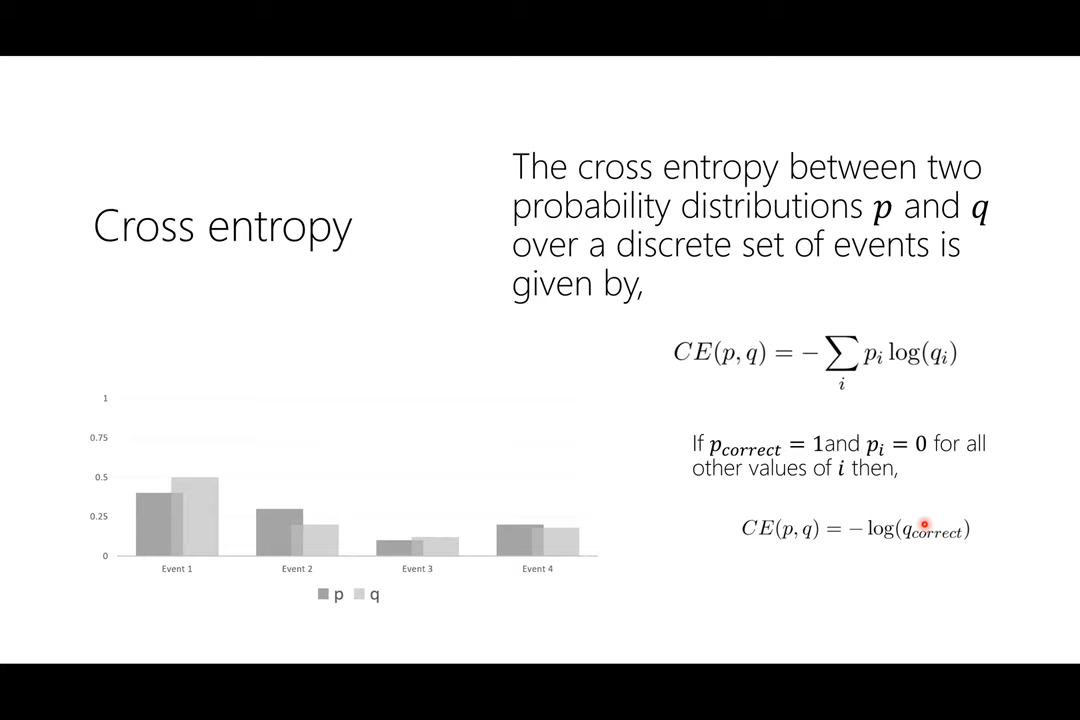 Cross entropy
The cross entropy between two
probability distributions p and q
over a discrete set of events is
given by,
CE(p, q) = − ∑ p_i log(q_i)
i
If p_correct = 1and p_i = 0 for all
other values of i then,
CE(p, q) = − log(q_correct)
1
0.75
0.5
0.25
0
Event 1 Event 2 Event 3 Event 4
p q